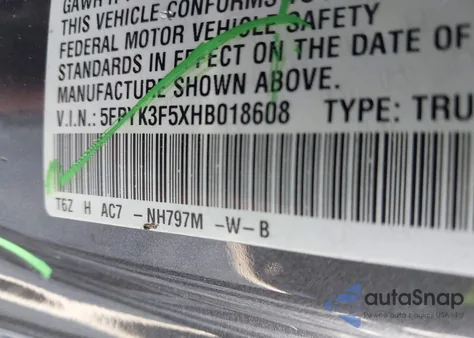 THIS VEHICLE CONFORMS
FEDERAL MOTOR VEHICLE SAFETY
STANDARDS IN EFFECT ON THE DATE OF
MANUFACTURE SHOWN ABOVE.
V.I.N.: 5FPYK3F5XHB018608 TYPE: TRU
T6Z H AC7 -NH797M -W-B
autoSnap